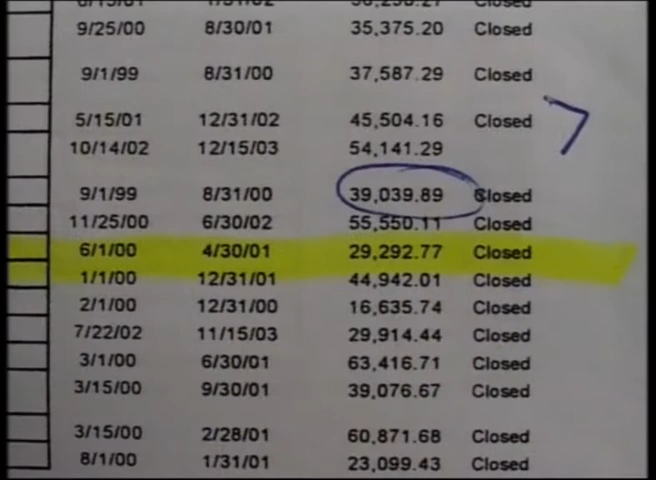 9/25/00 8/30/01 35,375.20 Closed
9/1/99 8/31/00 37,587.29 Closed
5/15/01 12/31/02 45,504.16 Closed
10/14/02 12/15/03 54,141.29
9/1/99 8/31/00 39,039.89 Closed
11/25/00 6/30/02 55,550.11 Closed
6/1/00 4/30/01 29,292.77 Closed
1/1/00 12/31/01 44,942.01 Closed
2/1/00 12/31/00 16,635.74 Closed
7/22/02 11/15/03 29,914.44 Closed
3/1/00 6/30/01 63,416.71 Closed
3/15/00 9/30/01 39,076.67 Closed
3/15/00 2/28/01 60,871.68 Closed
8/1/00 1/31/01 23,099.43 Closed